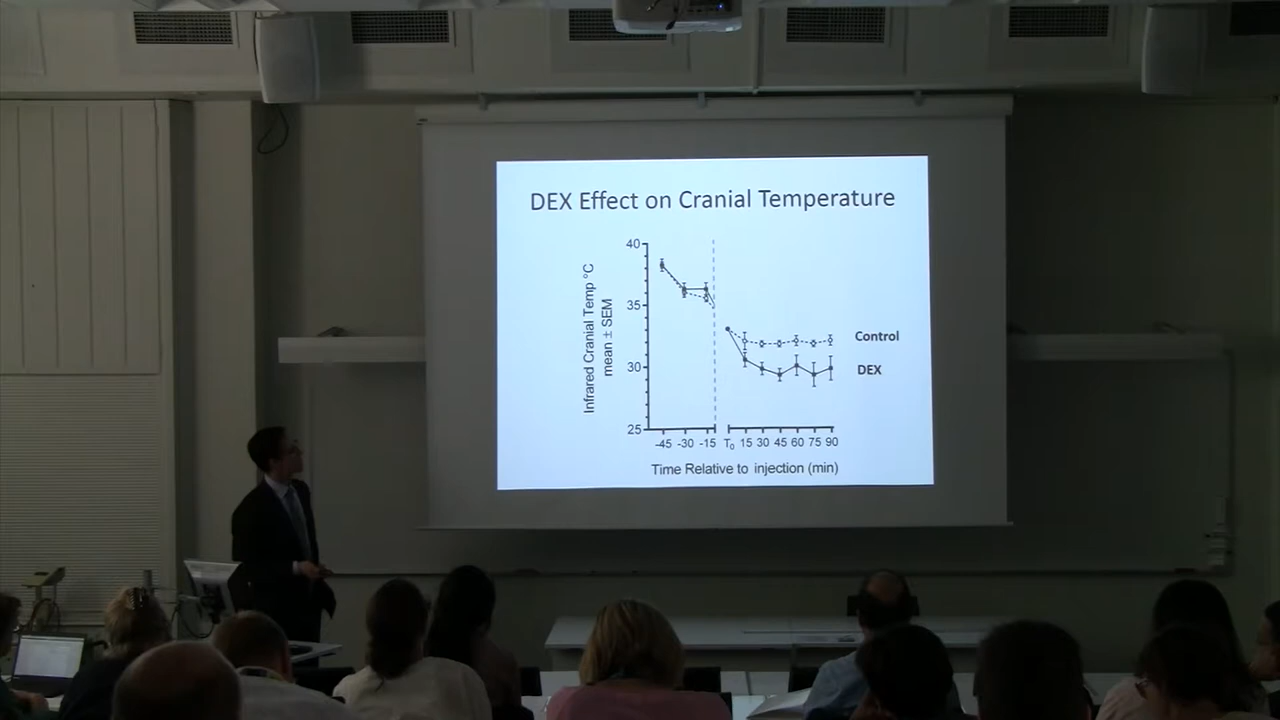 DEX Effect on Cranial Temperature
Infrared Cranial Temp °C
mean ± SEM
40
35
30
25
Control
DEX
-45 -30 -15 T₀ 15 30 45 60 75 90
Time Relative to injection (min)